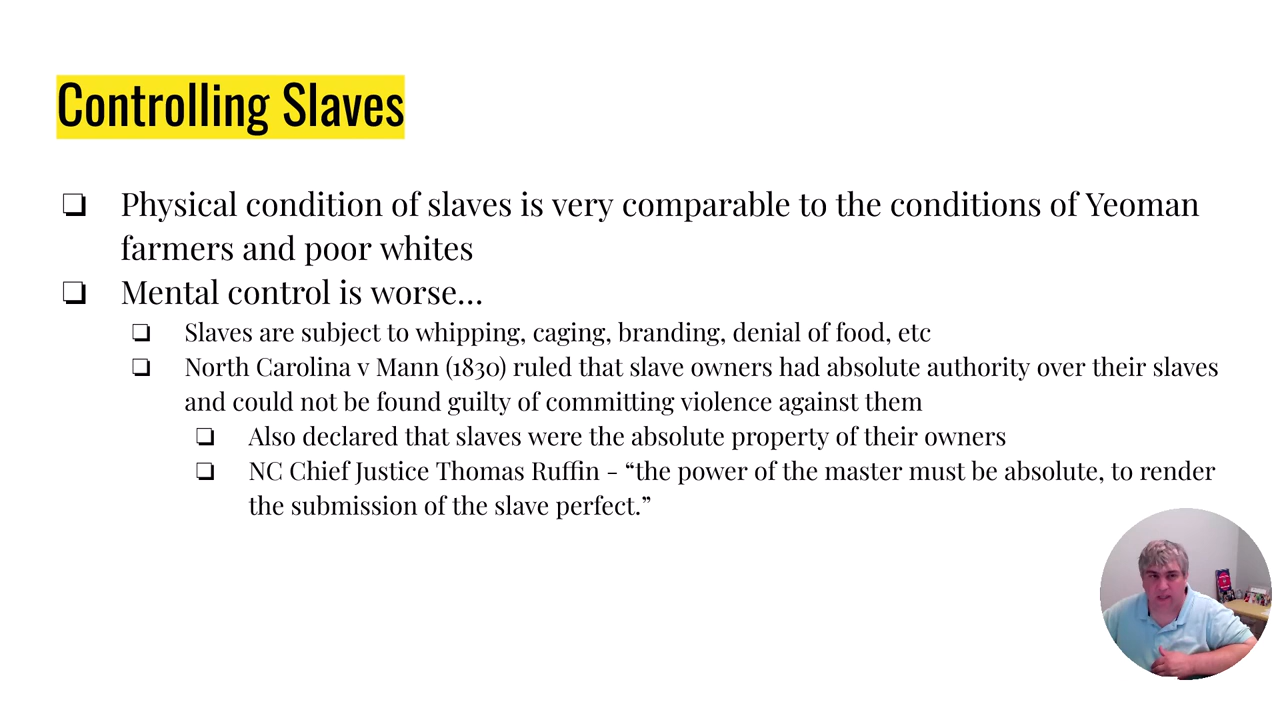 Controlling Slaves
❏ Physical condition of slaves is very comparable to the conditions of Yeoman
farmers and poor whites
❏ Mental control is worse…
❏ Slaves are subject to whipping, caging, branding, denial of food, etc
❏ North Carolina v Mann (1830) ruled that slave owners had absolute authority over their slaves
and could not be found guilty of committing violence against them
❏ Also declared that slaves were the absolute property of their owners
❏ NC Chief Justice Thomas Ruffin - “the power of the master must be absolute, to render
the submission of the slave perfect.”